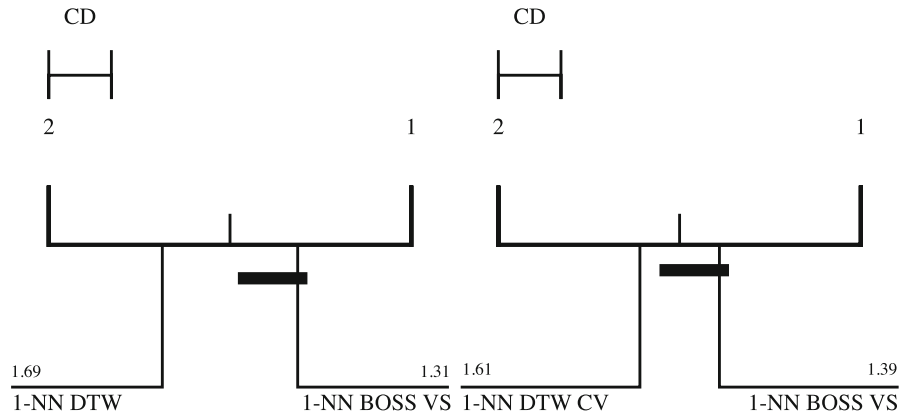 CD
2 1
1.69 1.31
1-NN DTW 1-NN BOSS VS
CD
2 1
1.61 1.39
1-NN DTW CV 1-NN BOSS VS